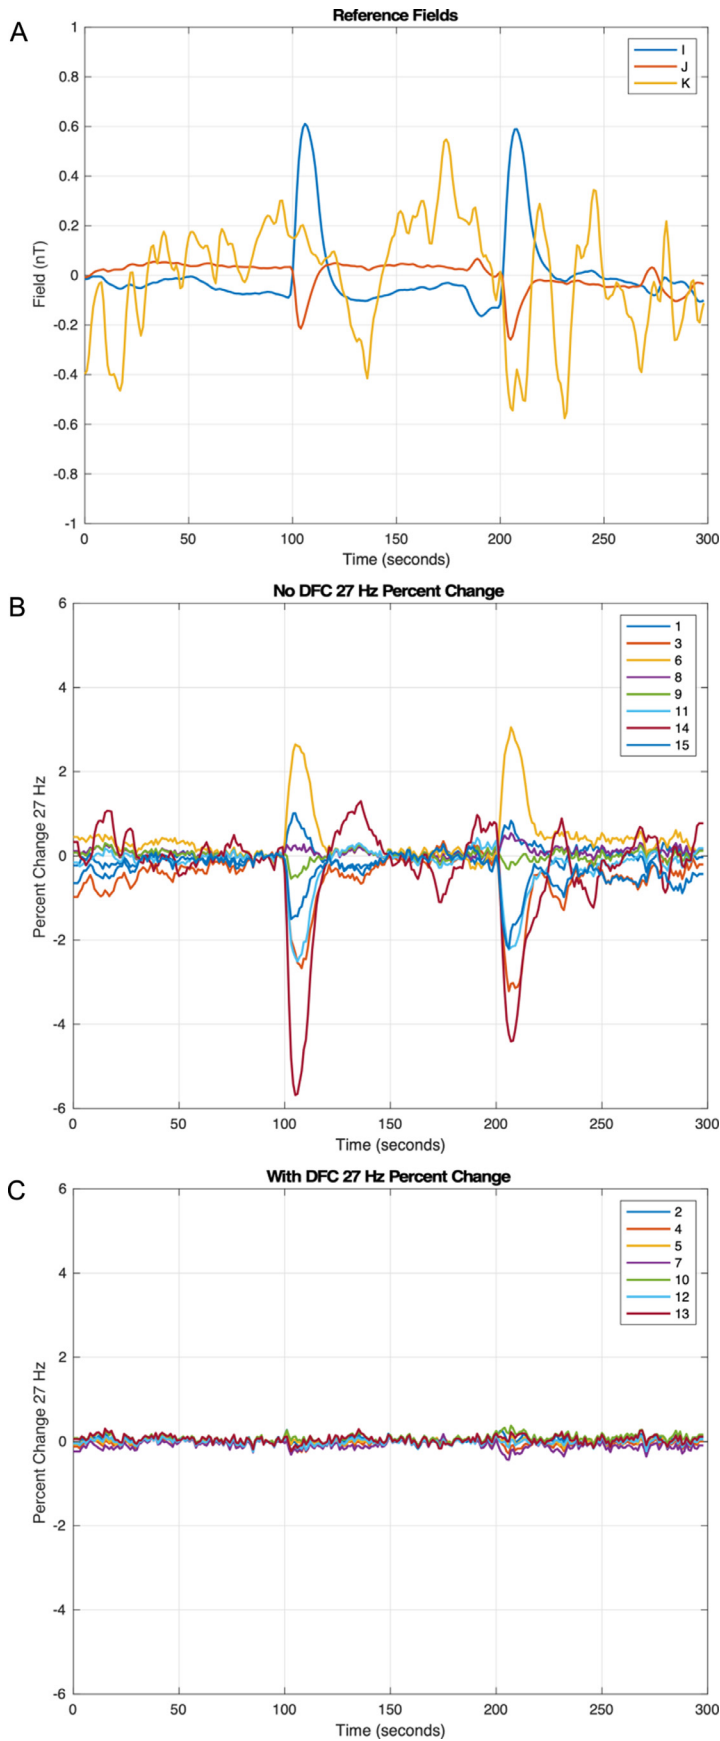 A
Reference Fields
1
0.8
0.6
0.4
0.2
0
-0.2
-0.4
-0.6
-0.8
-1
Field (nT)
I
J
K
0 50 100 150 200 250 300
Time (seconds)
B
No DFC 27 Hz Percent Change
6
4
2
0
-2
-4
-6
Percent Change 27 Hz
1
3
6
8
9
11
14
15
0 50 100 150 200 250 300
Time (seconds)
C
With DFC 27 Hz Percent Change
6
4
2
0
-2
-4
-6
Percent Change 27 Hz
2
4
5
7
10
12
13
0 50 100 150 200 250 300
Time (seconds)